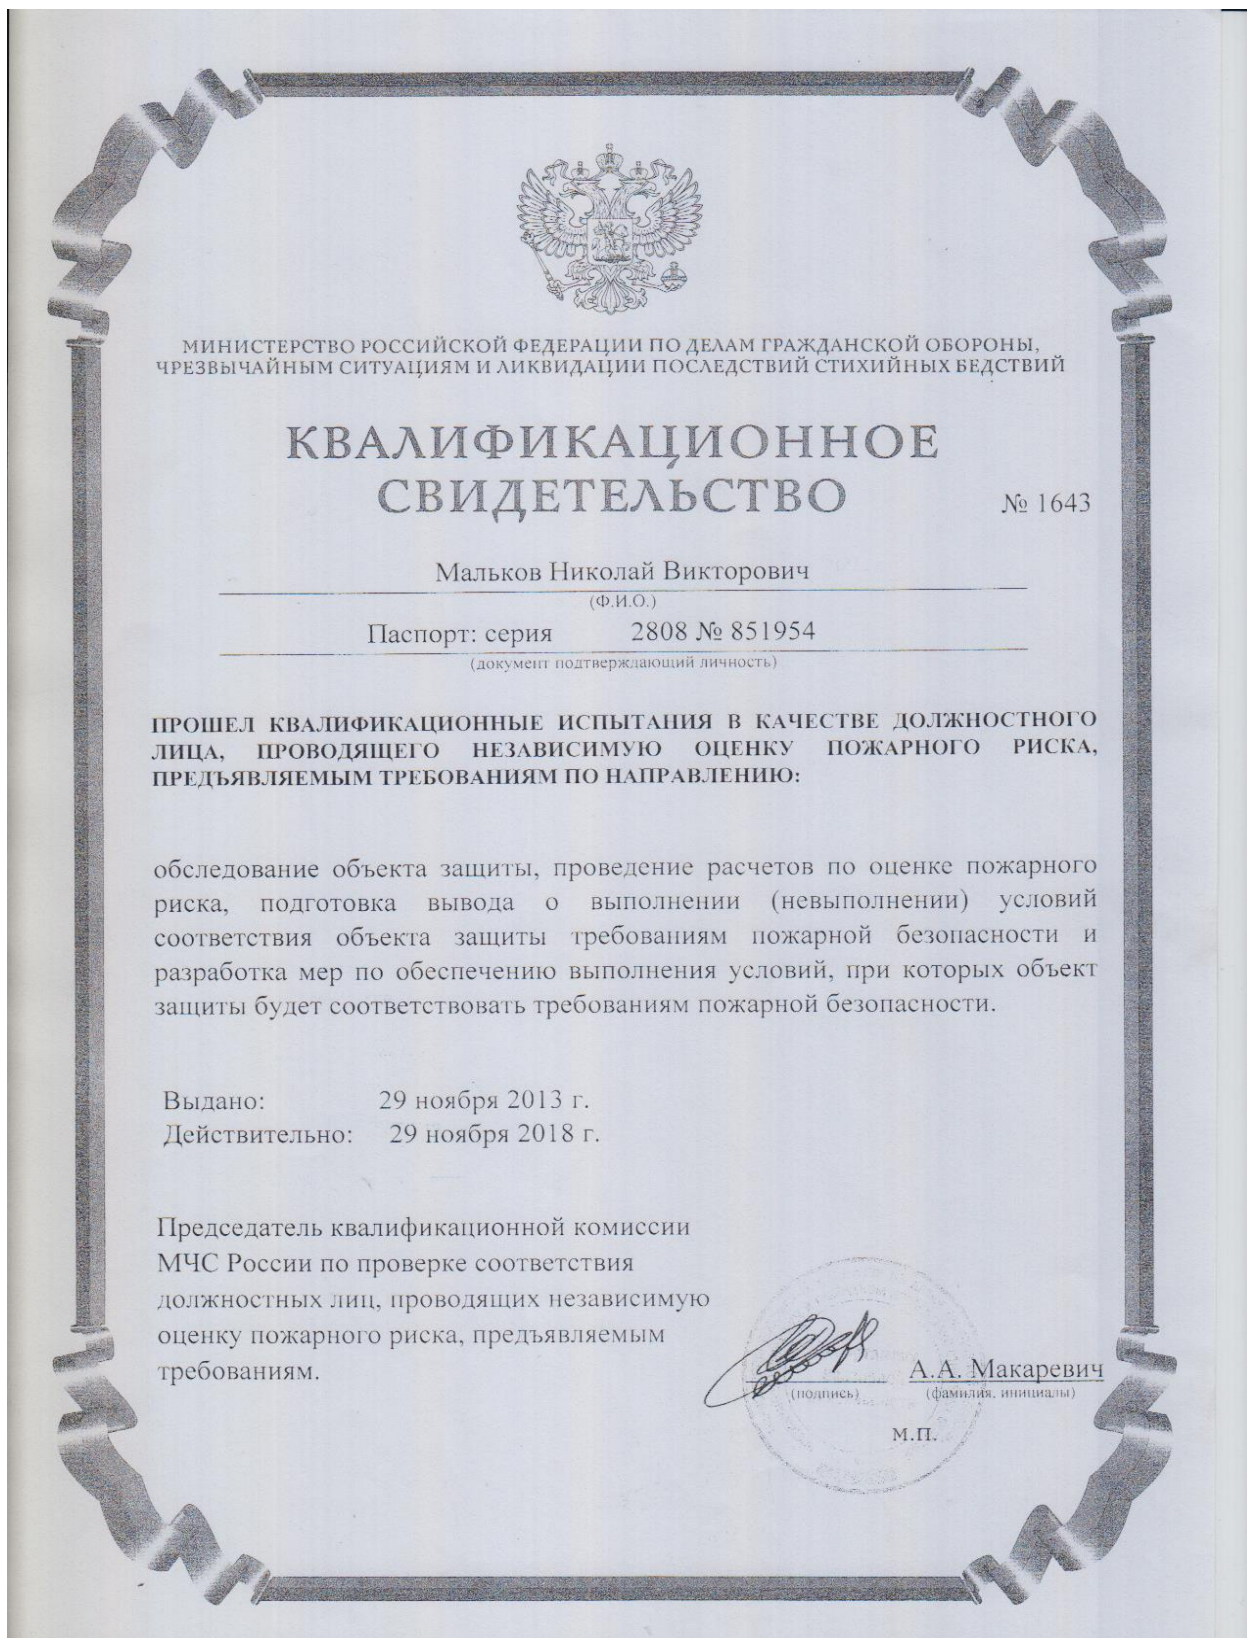 МИНИСТЕРСТВО РОССИЙСКОЙ ФЕДЕРАЦИИ ПО ДЕЛАМ ГРАЖДАНСКОЙ ОБОРОНЫ,
ЧРЕЗВЫЧАЙНЫМ СИТУАЦИЯМ И ЛИКВИДАЦИИ ПОСЛЕДСТВИЙ СТИХИЙНЫХ БЕДСТВИЙ
КВАЛИФИКАЦИОННОЕ
СВИДЕТЕЛЬСТВО № 1643
Мальков Николай Викторович
(Ф.И.О.)
Паспорт: серия 2808 № 851954
(документ подтверждающий личность)
ПРОШЕЛ КВАЛИФИКАЦИОННЫЕ ИСПЫТАНИЯ В КАЧЕСТВЕ ДОЛЖНОСТНОГО
ЛИЦА, ПРОВОДЯЩЕГО НЕЗАВИСИМУЮ ОЦЕНКУ ПОЖАРНОГО РИСКА,
ПРЕДЪЯВЛЯЕМЫМ ТРЕБОВАНИЯМ ПО НАПРАВЛЕНИЮ:
обследование объекта защиты, проведение расчетов по оценке пожарного
риска, подготовка вывода о выполнении (невыполнении) условий
соответствия объекта защиты требованиям пожарной безопасности и
разработка мер по обеспечению выполнения условий, при которых объект
защиты будет соответствовать требованиям пожарной безопасности.
Выдано: 29 ноября 2013 г.
Действительно: 29 ноября 2018 г.
Председатель квалификационной комиссии
МЧС России по проверке соответствия
должностных лиц, проводящих независимую
оценку пожарного риска, предъявляемым
требованиям.
А.А. Макаревич
(подпись) (фамилия, инициалы)
М.П.